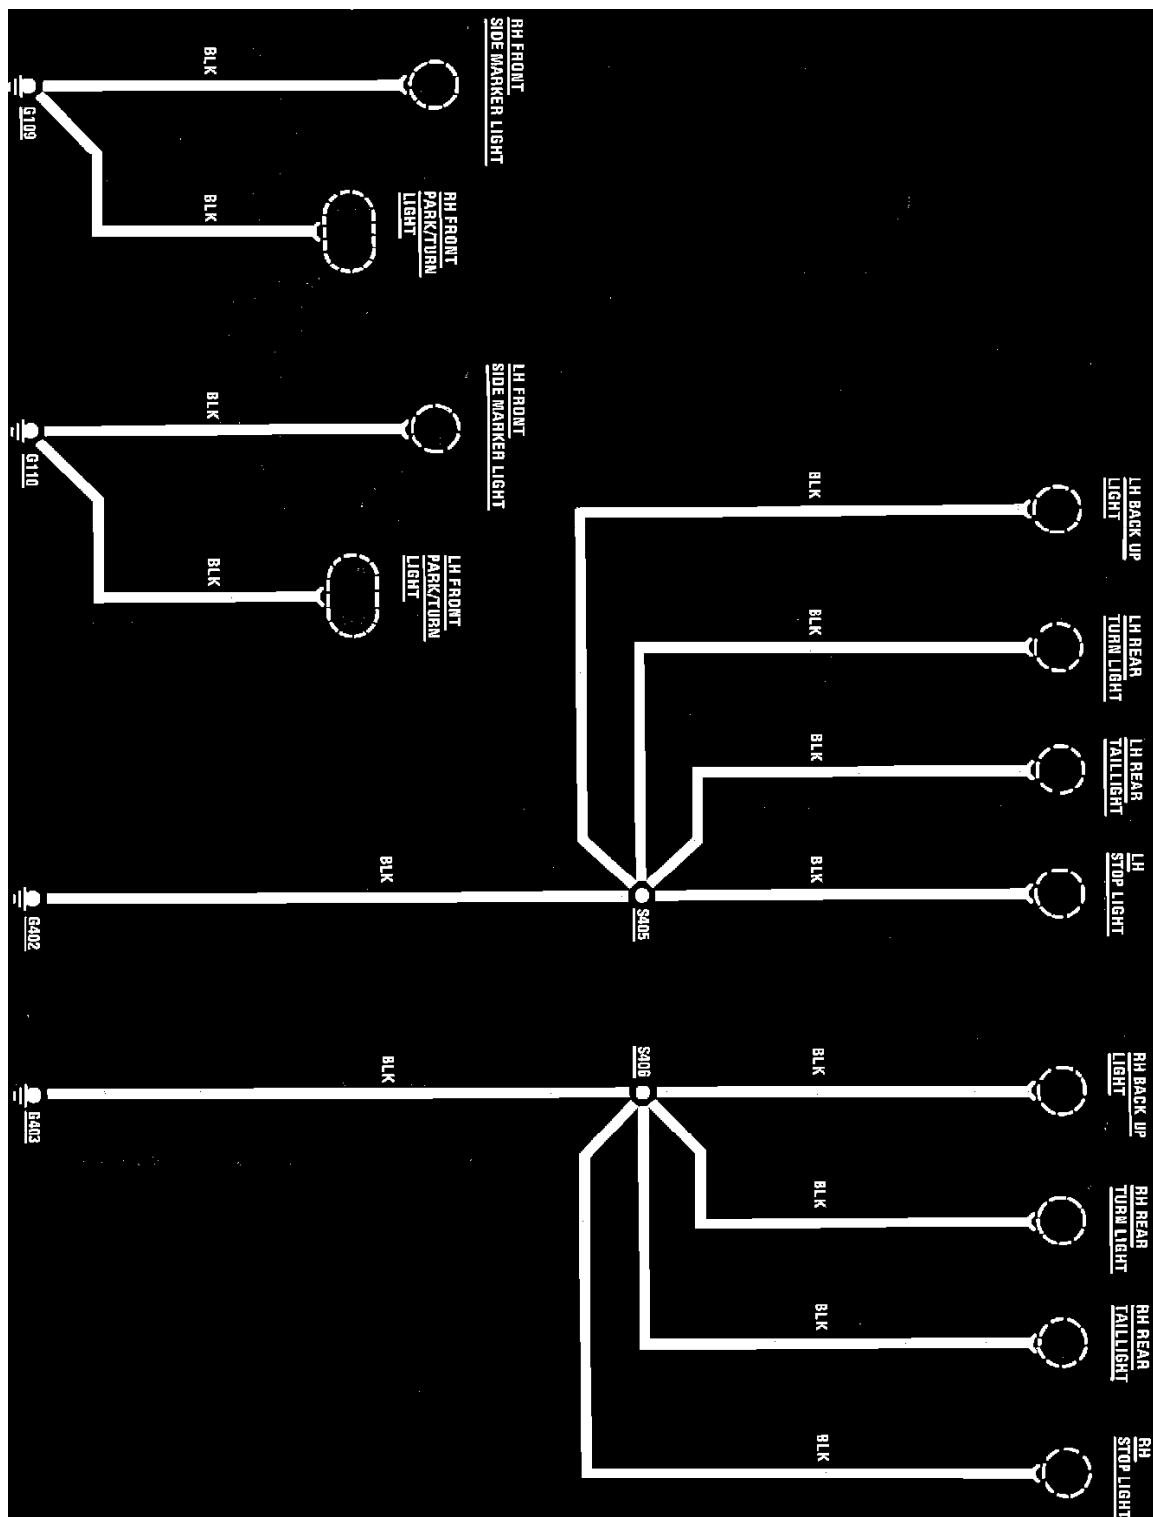 LH BACK UP
LIGHT
BLK
LH REAR
TURN LIGHT
BLK
LH REAR
TAILLIGHT
BLK
LH
STOP LIGHT
BLK
RH BACK UP
LIGHT
BLK
RH REAR
TURN LIGHT
BLK
RH REAR
TAILLIGHT
BLK
RH
STOP LIGHT
BLK
S405
S406
RH FRONT
SIDE MARKER LIGHT
BLK
RH FRONT
PARK/TURN
LIGHT
BLK
LH FRONT
SIDE MARKER LIGHT
BLK
LH FRONT
PARK/TURN
LIGHT
BLK
BLK
BLK
G109
G110
G402
G403